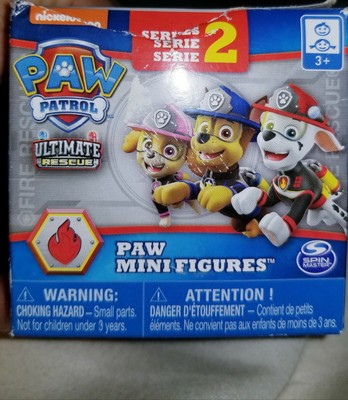 nickelodeon
SERIES
SÉRIE
SERIE
2
3+
PAW
PATROL
ULTIMATE
RESCUE
©FIRE RESCUE
PAW
MINI FIGURES™
SPIN
MASTER™
WARNING:
CHOKING HAZARD – Small parts.
Not for children under 3 years.
ATTENTION !
DANGER D'ÉTOUFFEMENT – Contient de petits
éléments. Ne convient pas aux enfants de moins de 3 ans.